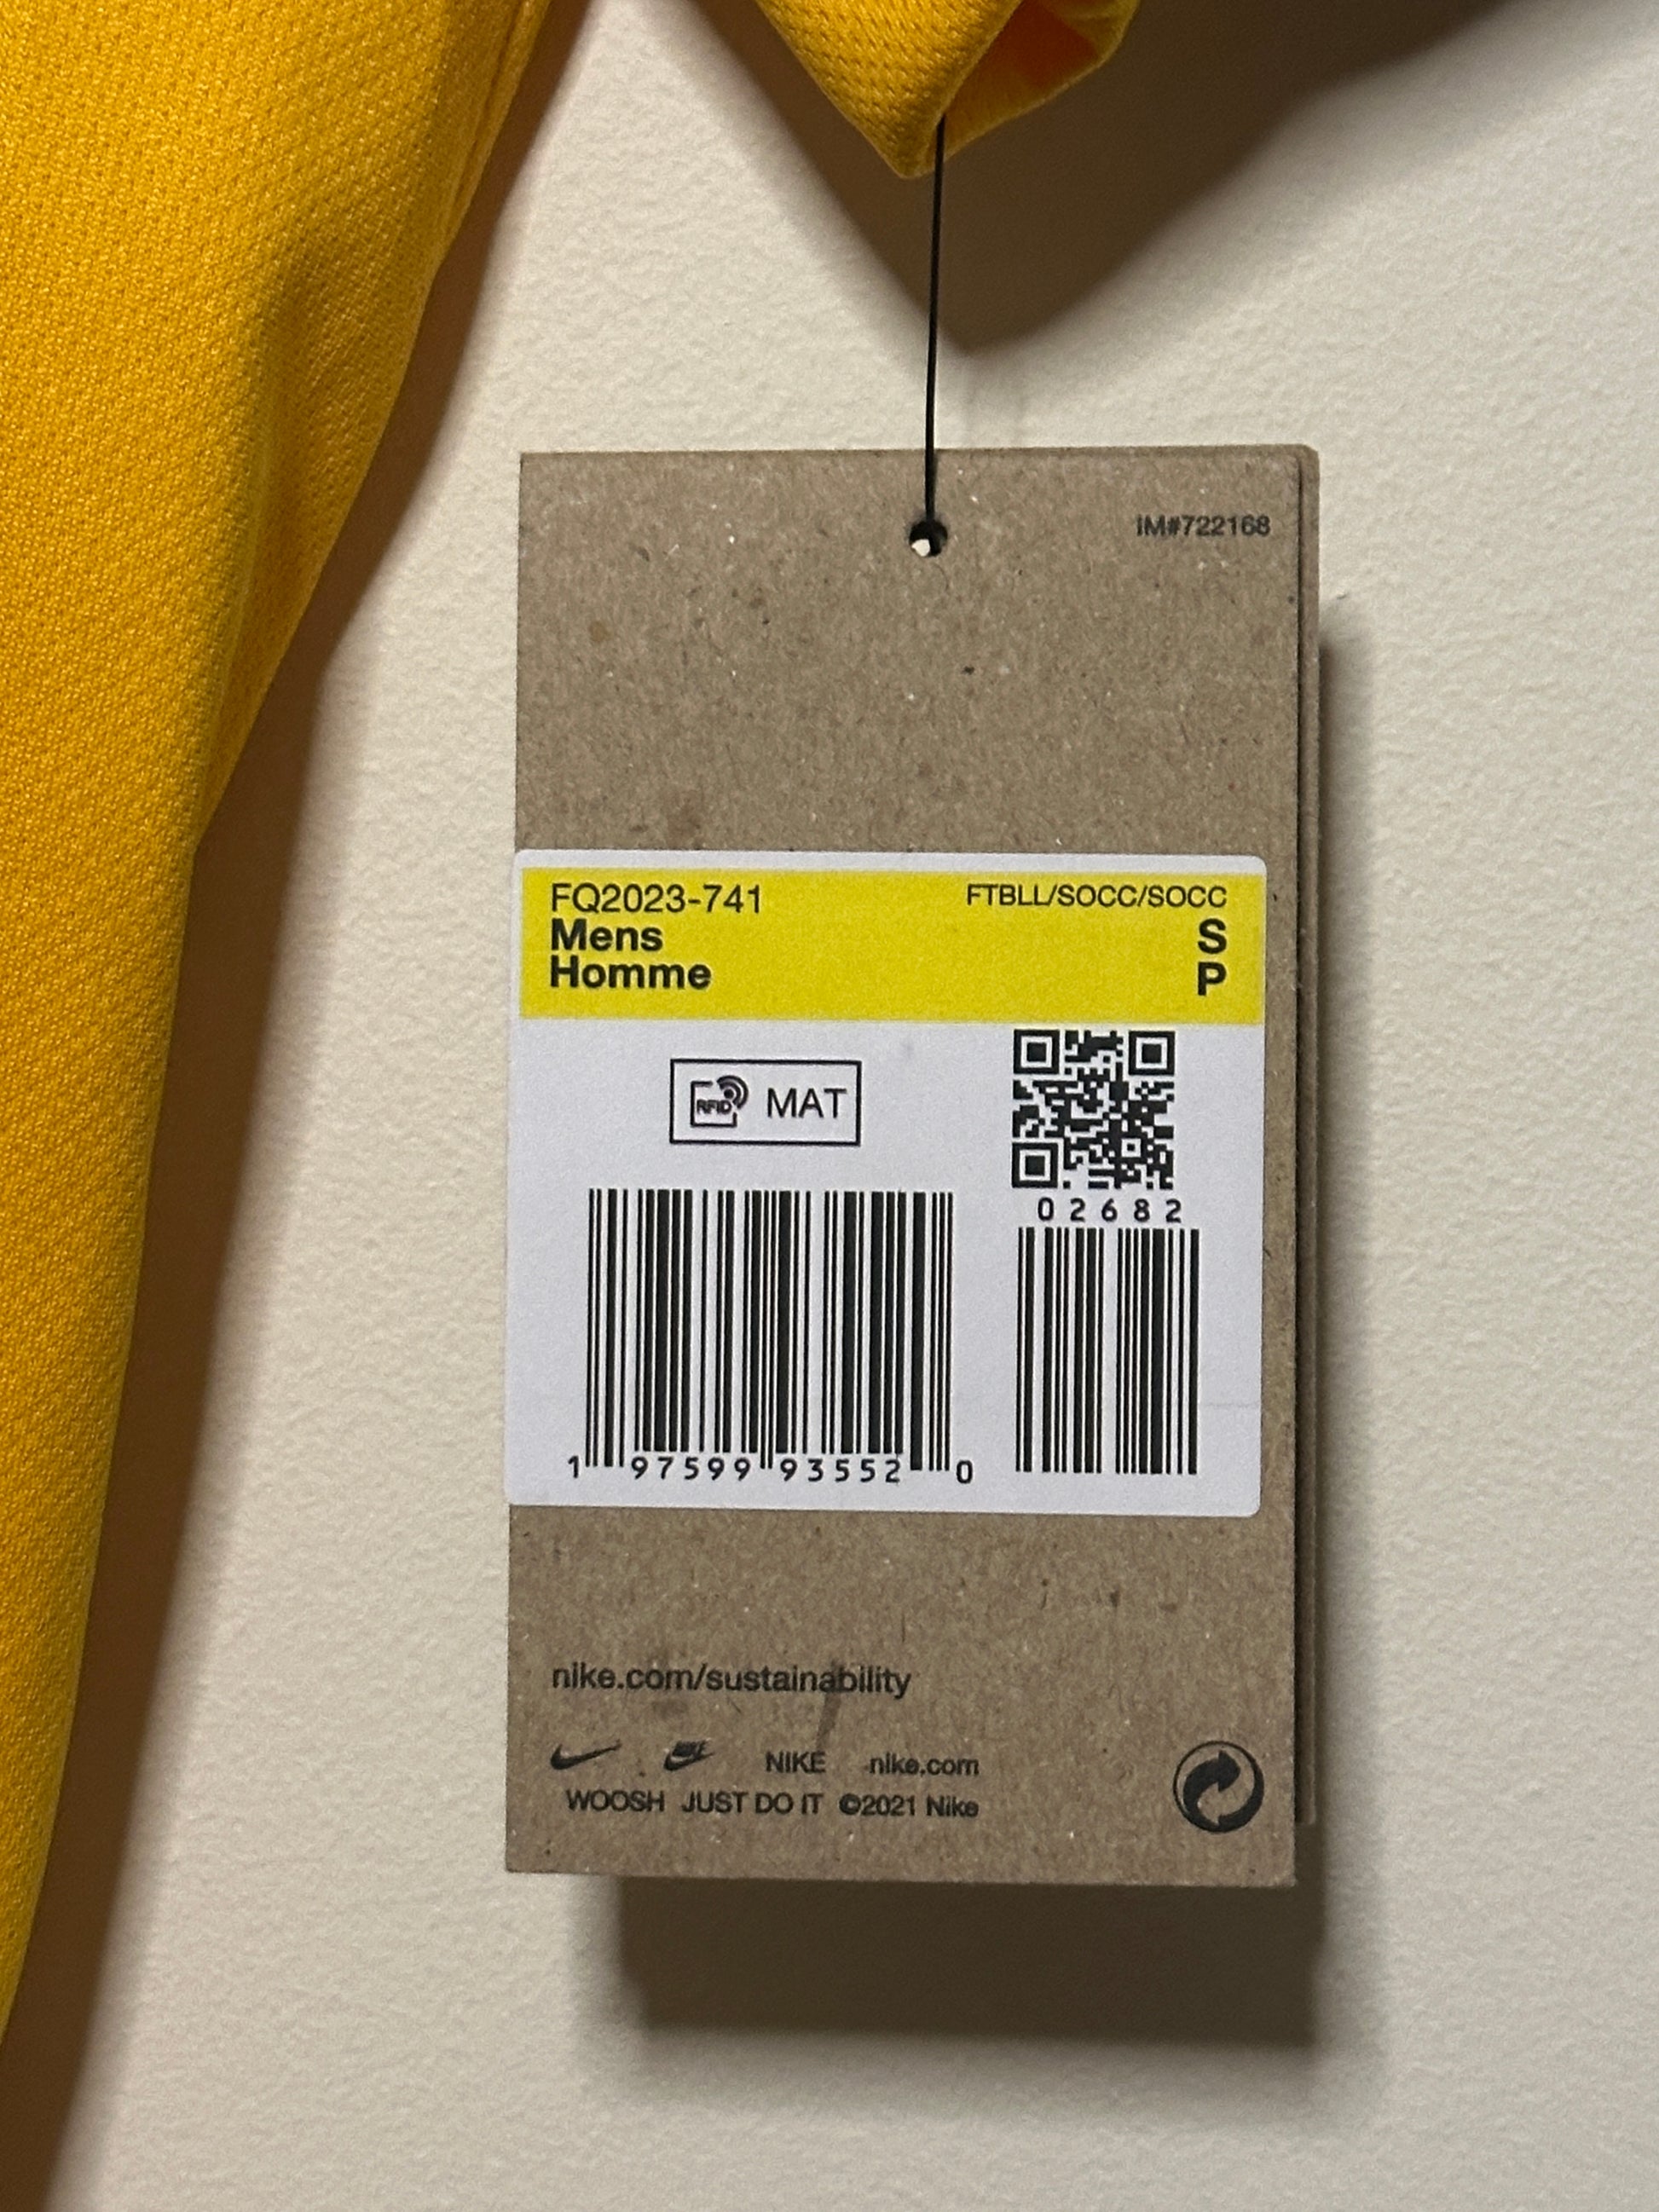 IM#722168
FQ2023-741 FTBLL/SOCC/SOCC
Mens S
Homme P
RFID MAT
02682
1 97599 93552 0
nike.com/sustainability
NIKE nike.com
WOOSH JUST DO IT ©2021 Nike